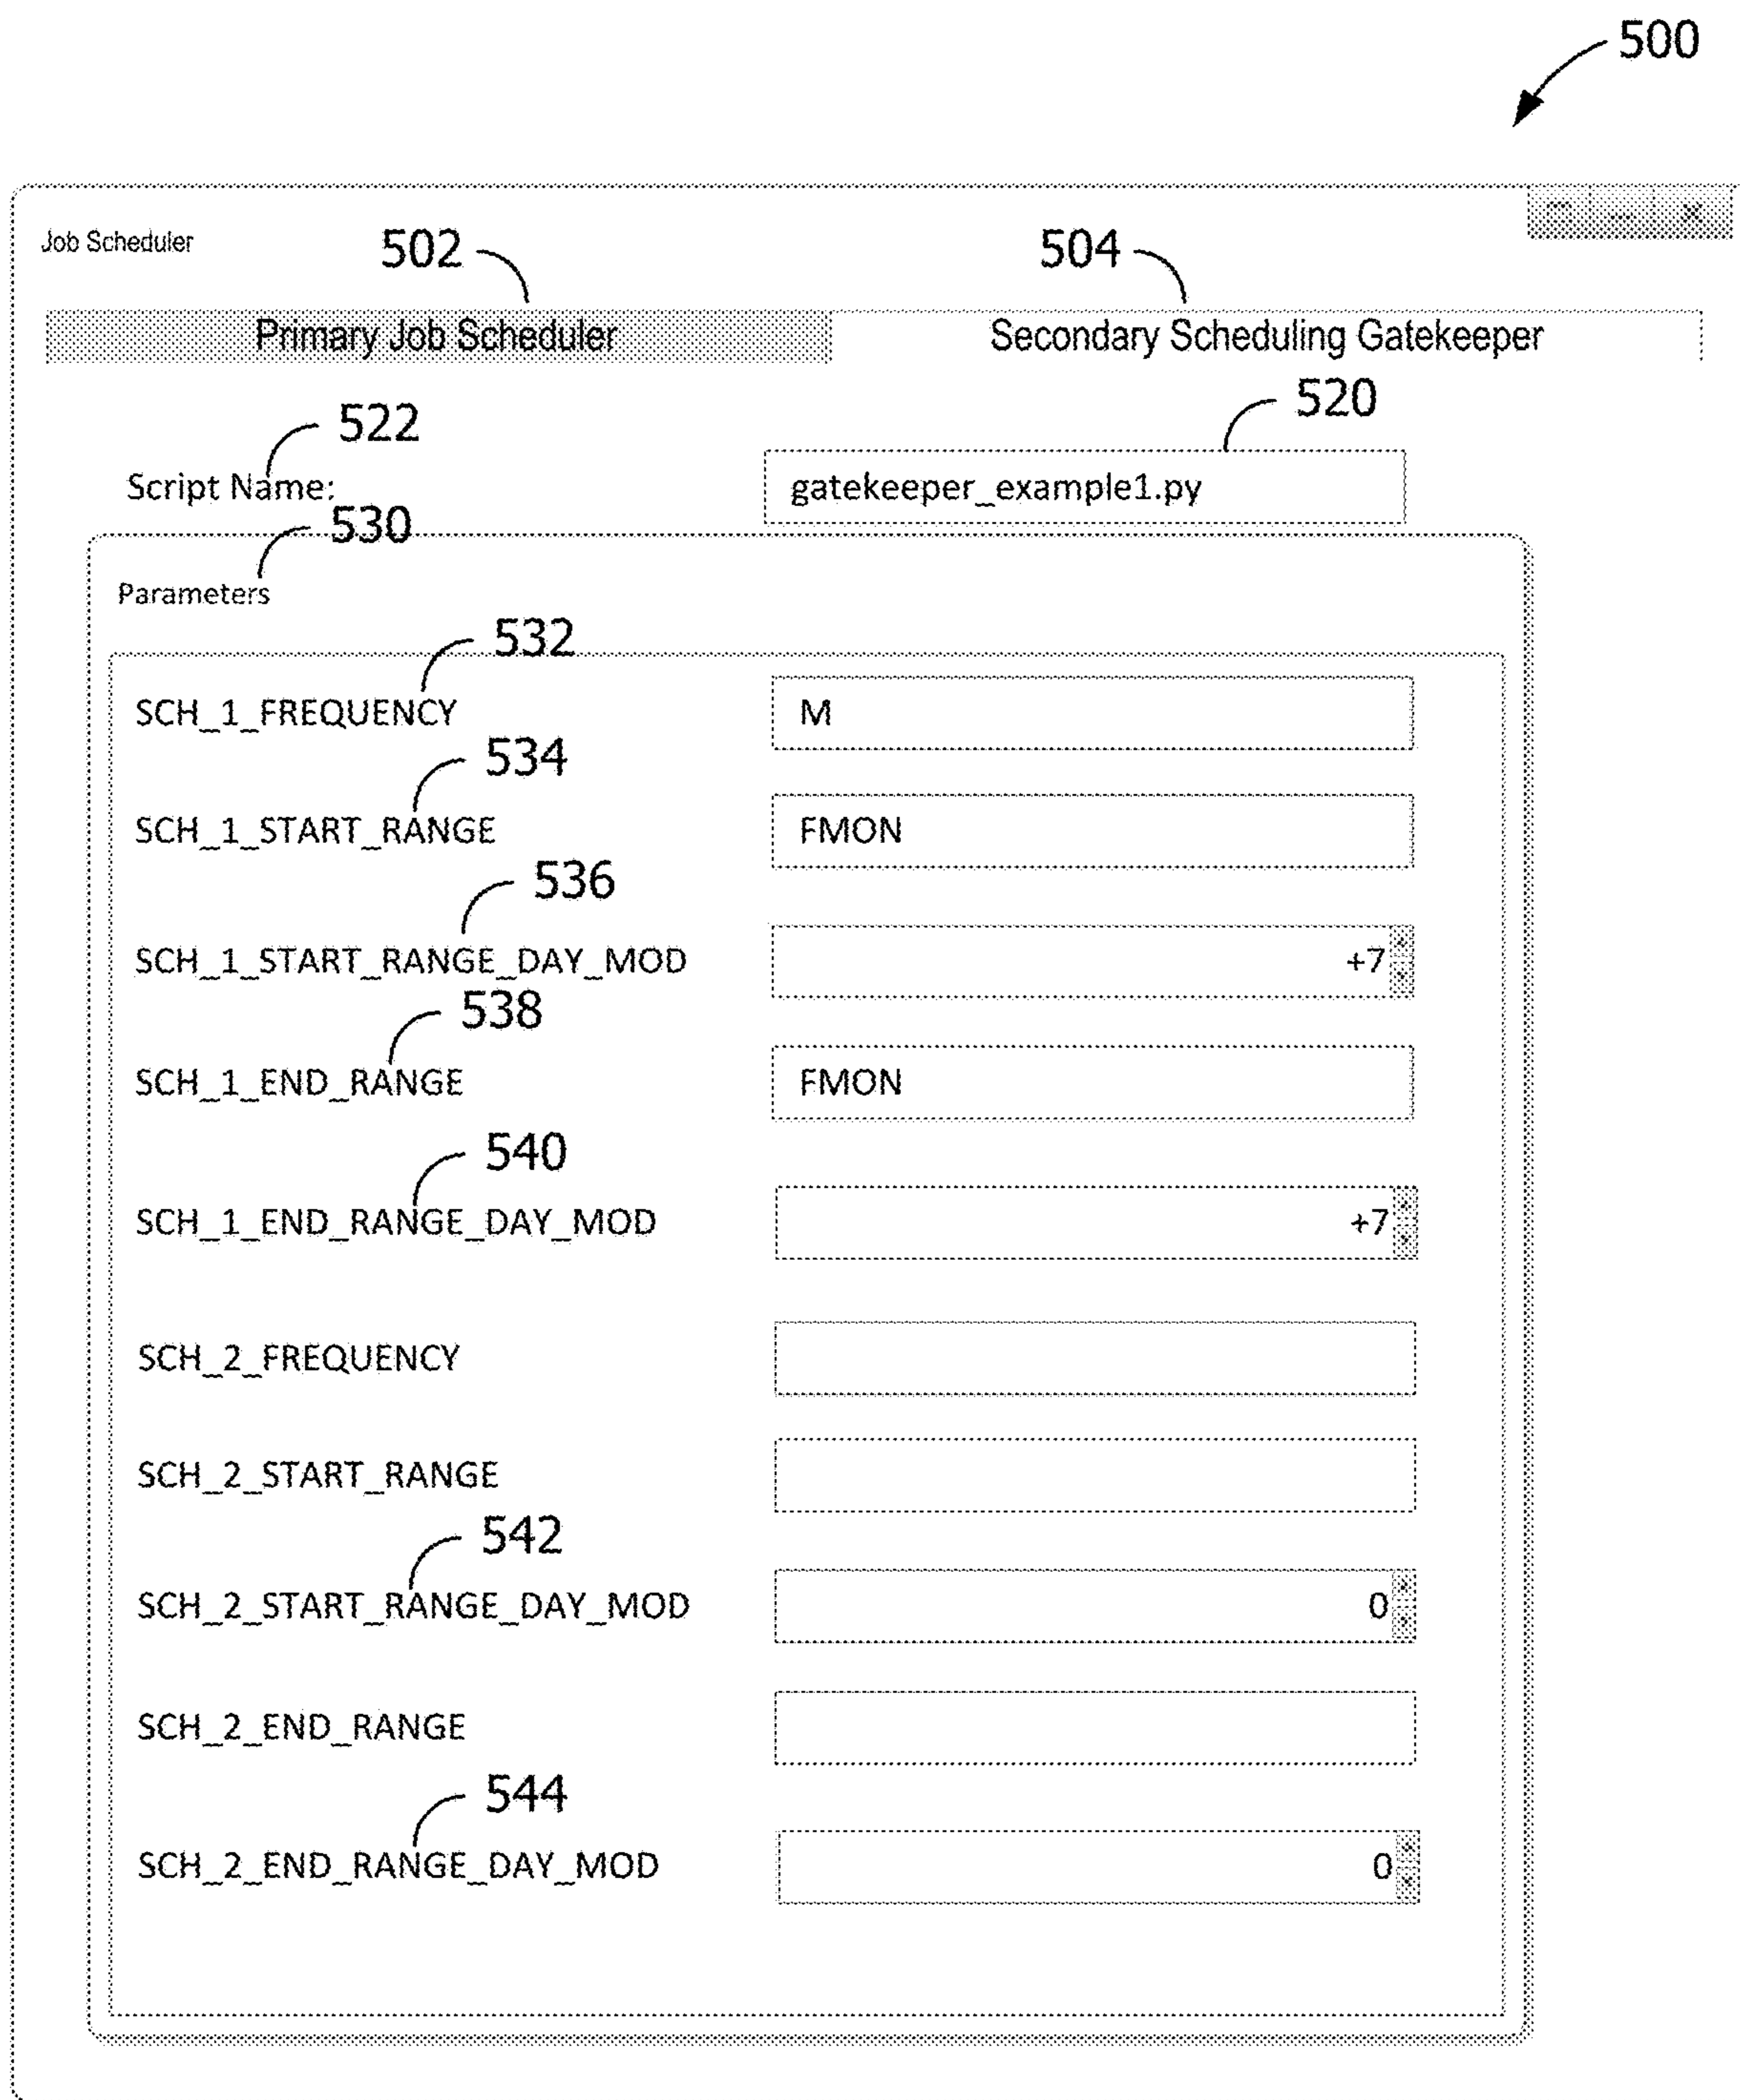 500
Job Scheduler
502
504
Primary Job Scheduler
Secondary Scheduling Gatekeeper
522
520
Script Name:
gatekeeper_example1.py
530
Parameters
532
SCH_1_FREQUENCY
M
534
SCH_1_START_RANGE
FMON
536
SCH_1_START_RANGE_DAY_MOD
+7
538
SCH_1_END_RANGE
FMON
540
SCH_1_END_RANGE_DAY_MOD
+7
SCH_2_FREQUENCY
SCH_2_START_RANGE
542
SCH_2_START_RANGE_DAY_MOD
0
SCH_2_END_RANGE
544
SCH_2_END_RANGE_DAY_MOD
0